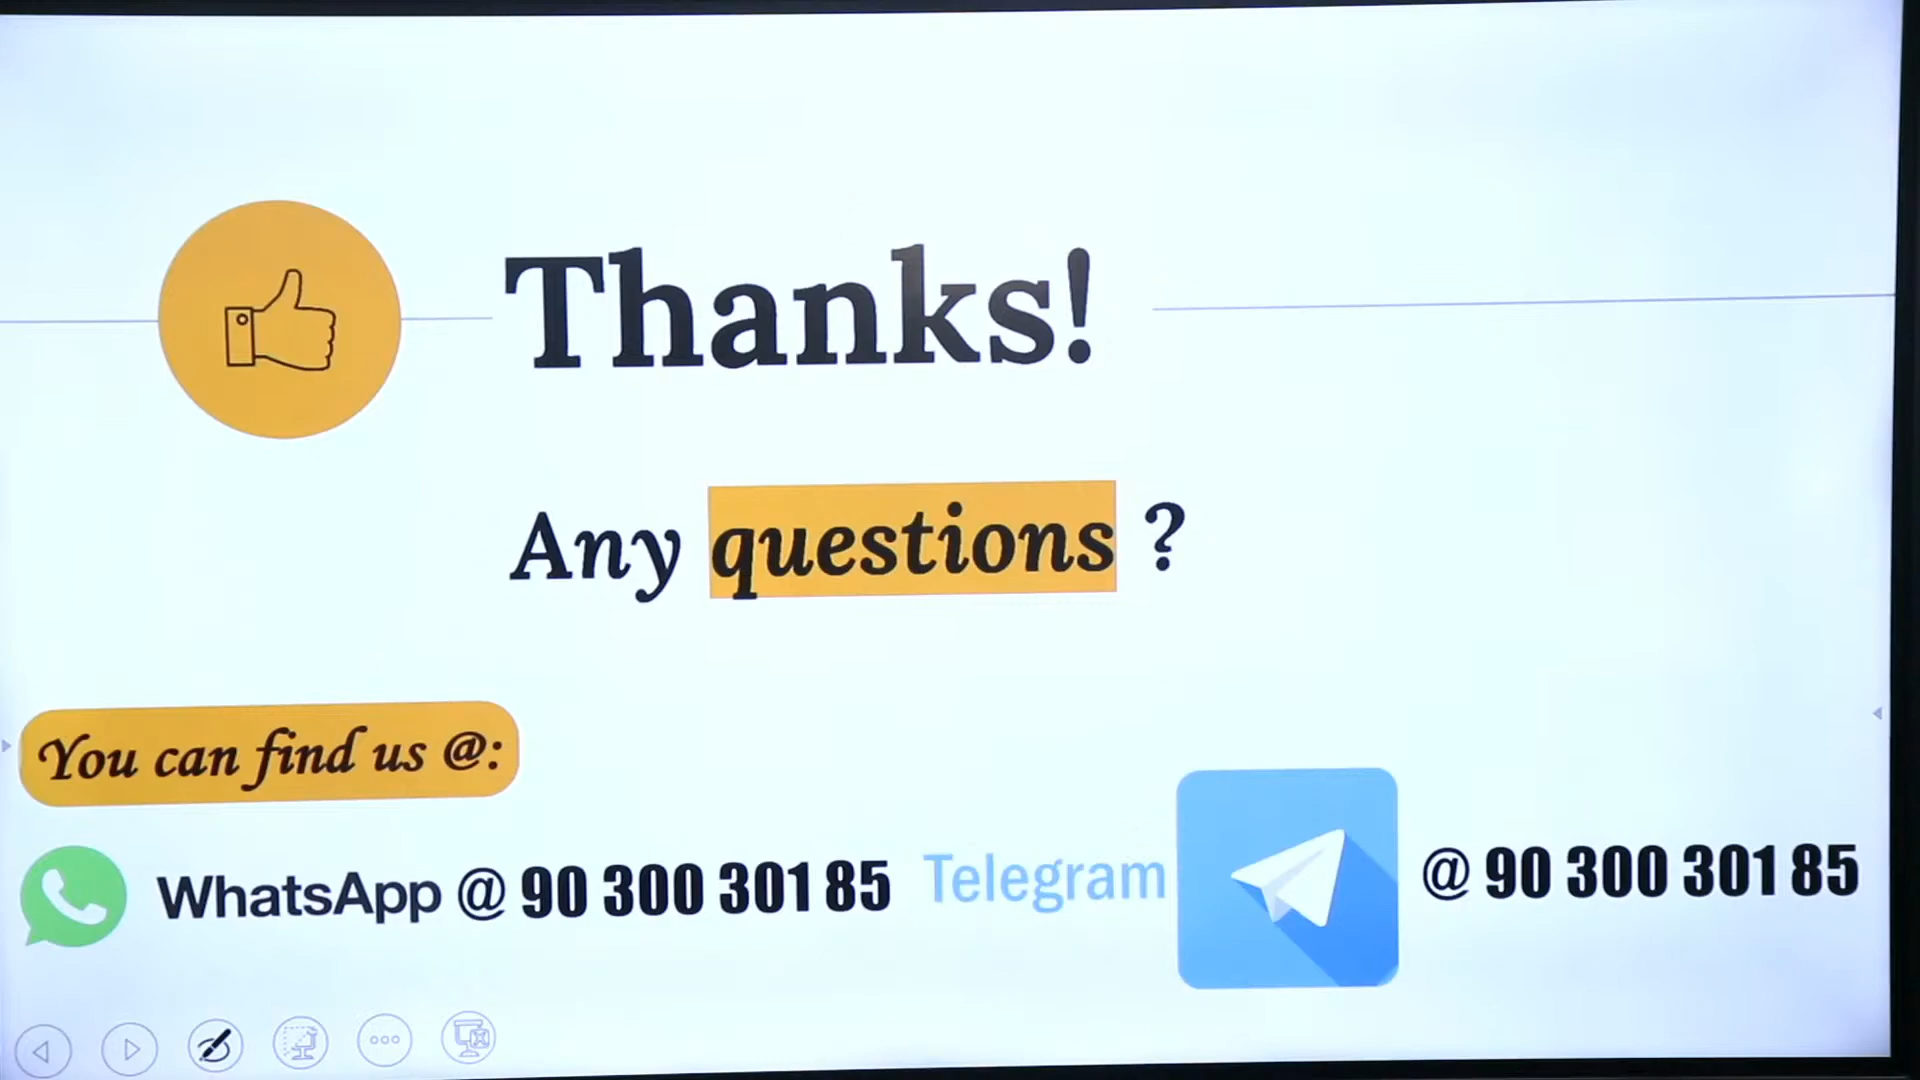 Thanks!
Any questions ?
You can find us @:
WhatsApp @ 90 300 301 85 Telegram @ 90 300 301 85